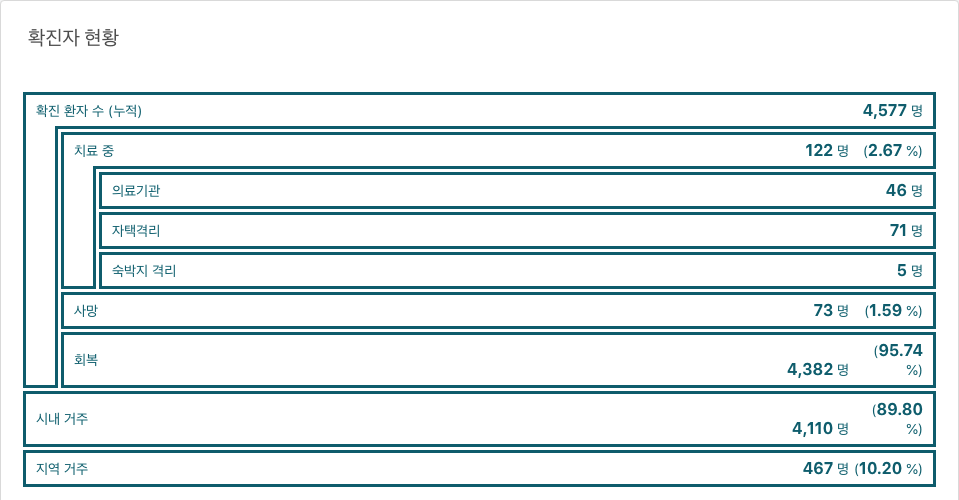 확진자 현황
확진 환자 수 (누적) 4,577 명
치료 중 122 명 (2.67 %)
의료기관 46 명
자택격리 71 명
숙박지 격리 5 명
사망 73 명 (1.59 %)
회복 4,382 명 (95.74
%)
시내 거주 4,110 명 (89.80
%)
지역 거주 467 명 (10.20 %)